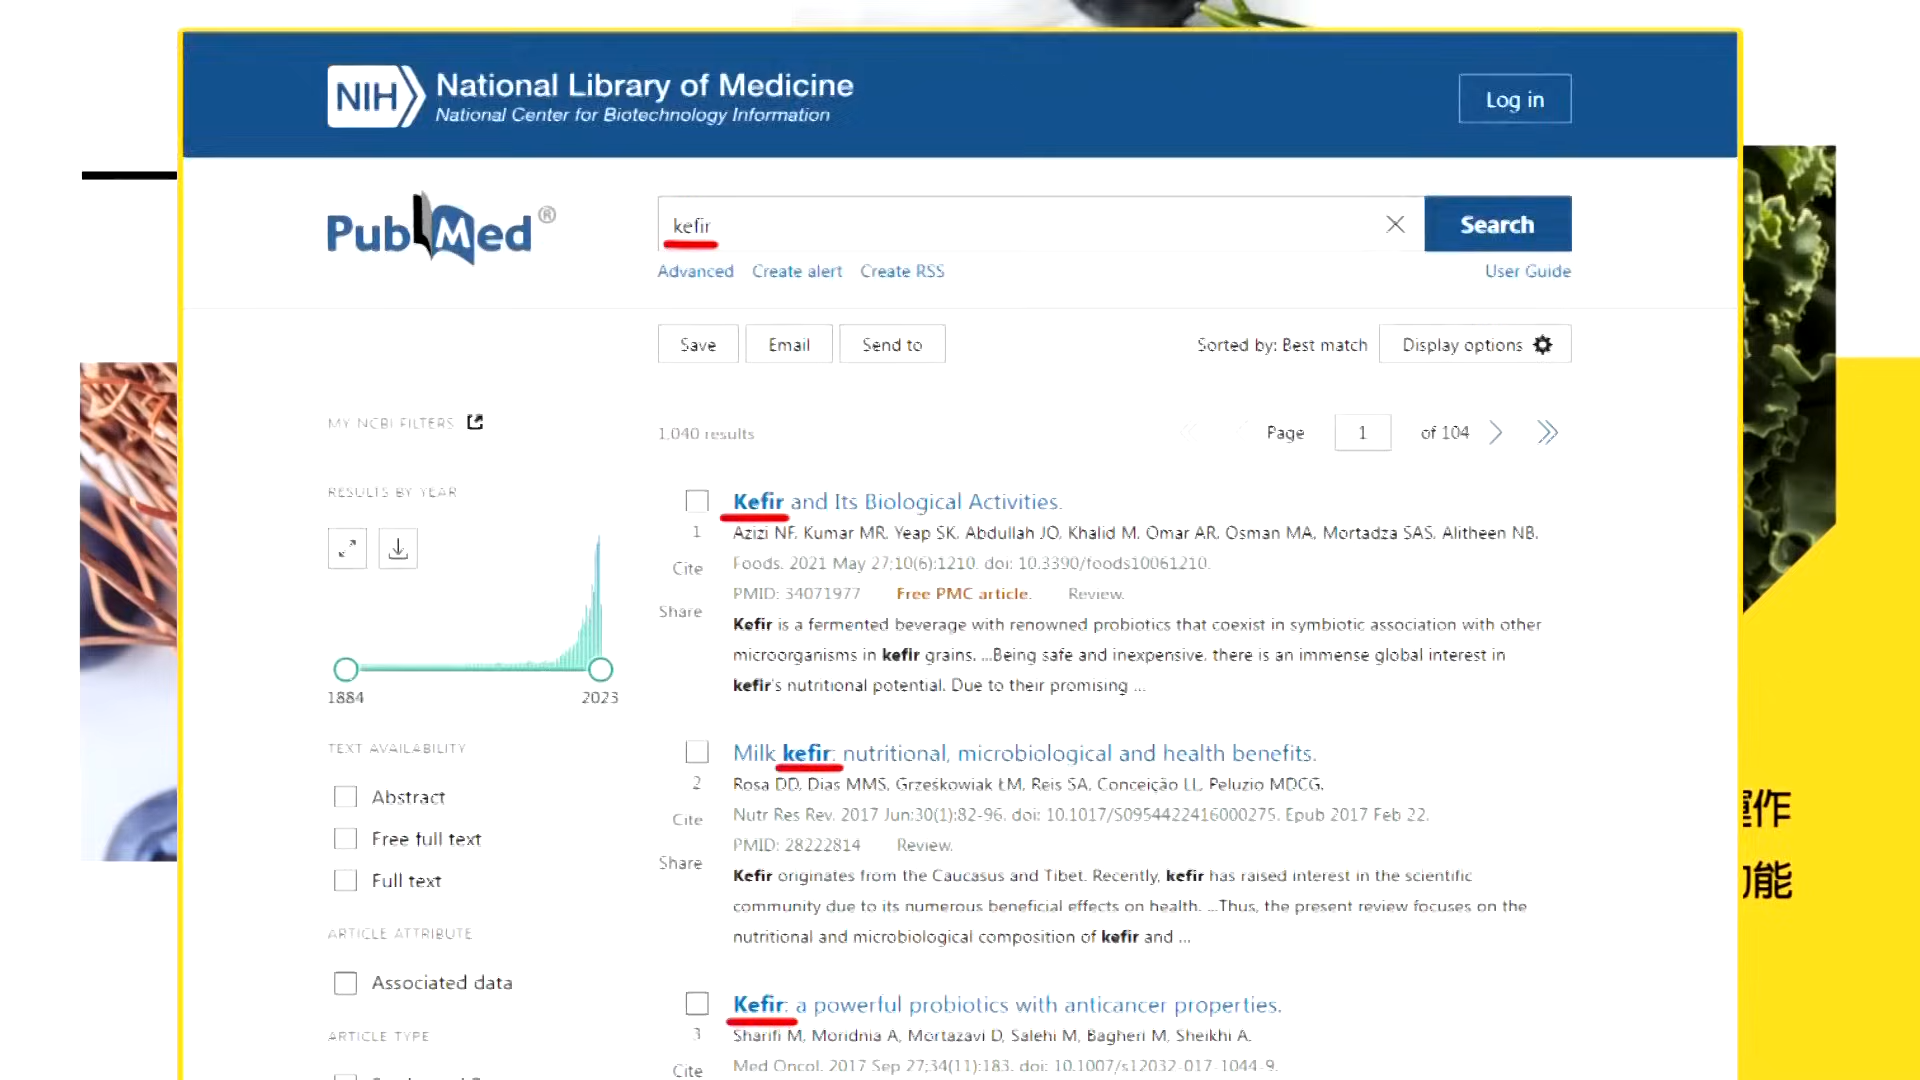 NIH National Library of Medicine
National Center for Biotechnology Information
Log in
PubMed®
kefir
Search
Advanced Create alert Create RSS
User Guide
Save Email Send to
Sorted by: Best match Display options
MY NCBI FILTERS
1,040 results
Page 1 of 104
RESULTS BY YEAR
1884 2023
TEXT AVAILABILITY
Abstract
Free full text
Full text
ARTICLE ATTRIBUTE
Associated data
ARTICLE TYPE
Kefir and Its Biological Activities.
1
Azizi NF, Kumar MR, Yeap SK, Abdullah JO, Khalid M, Omar AR, Osman MA, Mortadza SAS, Alitheen NB.
Cite
Foods. 2021 May 27;10(6):1210. doi: 10.3390/foods10061210.
PMID: 34071977 Free PMC article. Review.
Share
Kefir is a fermented beverage with renowned probiotics that coexist in symbiotic association with other
microorganisms in kefir grains. ...Being safe and inexpensive, there is an immense global interest in
kefir's nutritional potential. Due to their promising ...
Milk kefir: nutritional, microbiological and health benefits.
2
Rosa DD, Dias MMS, Grześkowiak ŁM, Reis SA, Conceição LL, Peluzio MDCG.
Cite
Nutr Res Rev. 2017 Jun;30(1):82-96. doi: 10.1017/S0954422416000275. Epub 2017 Feb 22.
PMID: 28222814 Review.
Share
Kefir originates from the Caucasus and Tibet. Recently, kefir has raised interest in the scientific
community due to its numerous beneficial effects on health. ...Thus, the present review focuses on the
nutritional and microbiological composition of kefir and ...
Kefir: a powerful probiotics with anticancer properties.
3
Sharifi M, Moridnia A, Mortazavi D, Salehi M, Bagheri M, Sheikhi A.
Cite
Med Oncol. 2017 Sep 27;34(11):183. doi: 10.1007/s12032-017-1044-9.
作
能